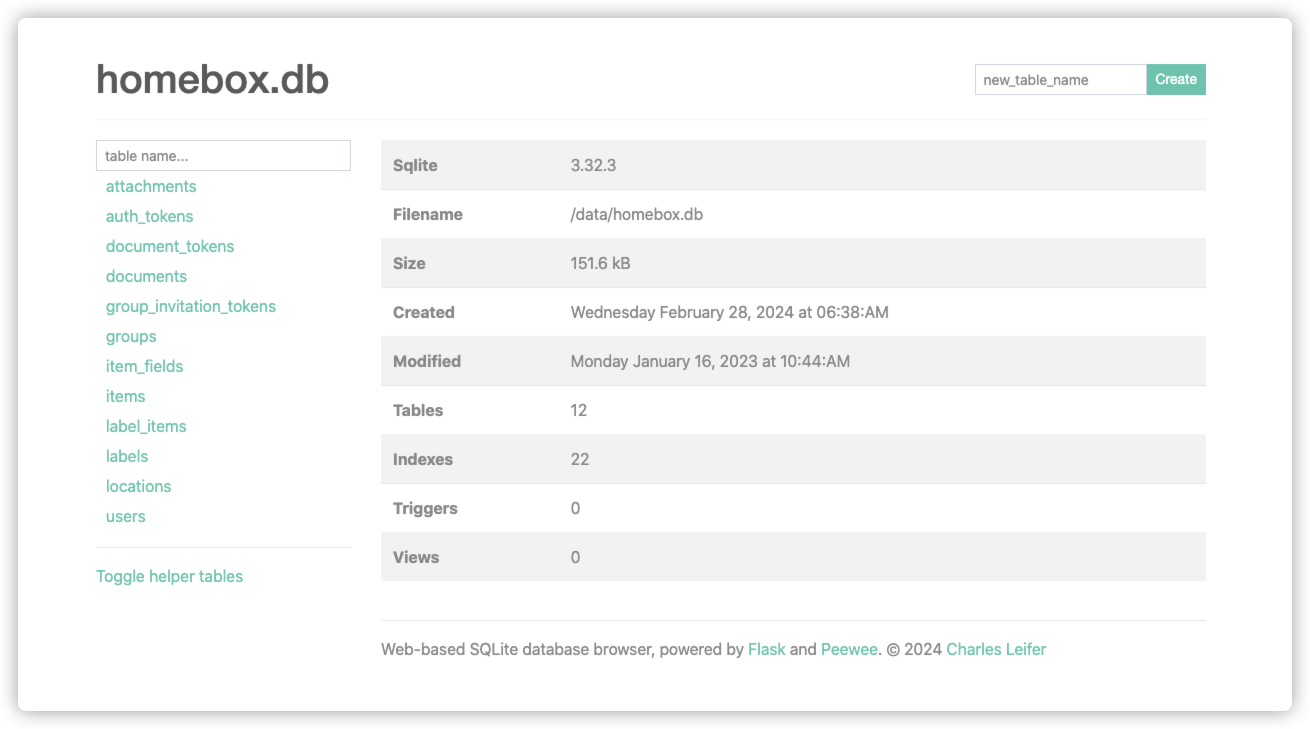 homebox.db
new_table_name Create
table name...
attachments
auth_tokens
document_tokens
documents
group_invitation_tokens
groups
item_fields
items
label_items
labels
locations
users
Toggle helper tables
Sqlite 3.32.3
Filename /data/homebox.db
Size 151.6 kB
Created Wednesday February 28, 2024 at 06:38:AM
Modified Monday January 16, 2023 at 10:44:AM
Tables 12
Indexes 22
Triggers 0
Views 0
Web-based SQLite database browser, powered by Flask and Peewee. © 2024 Charles Leifer